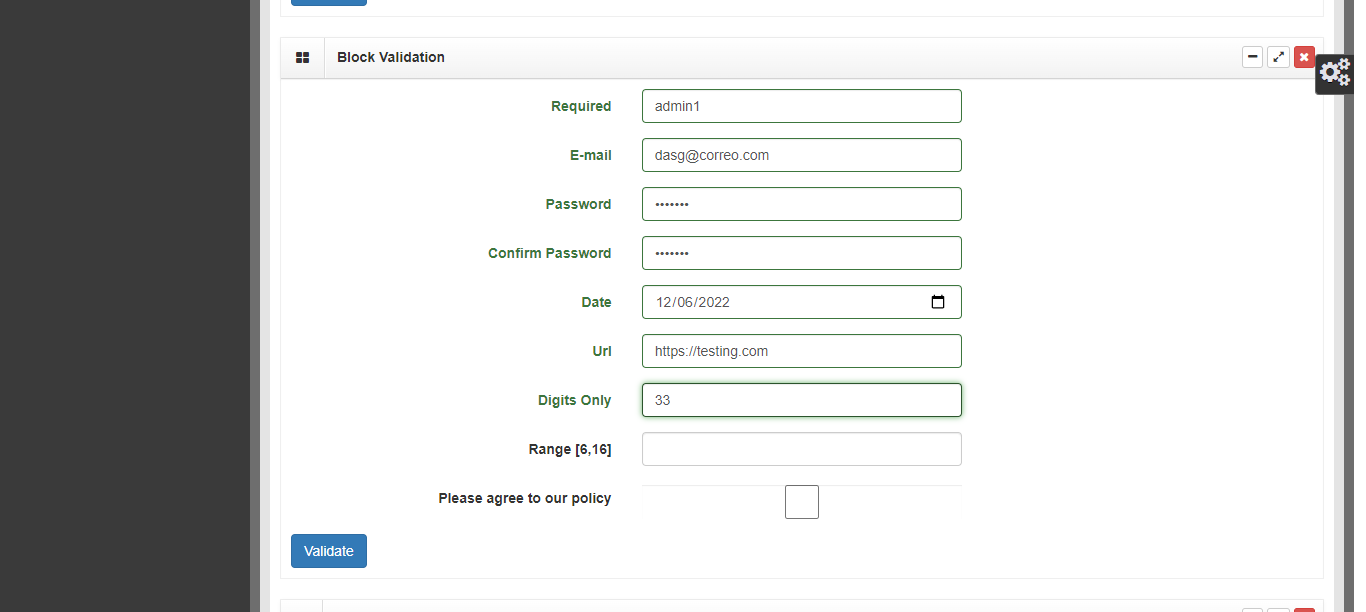 Block Validation
Required admin1
E-mail dasg@correo.com
Password •••••••
Confirm Password •••••••
Date 12/06/2022
Url https://testing.com
Digits Only 33
Range [6,16]
Please agree to our policy
Validate